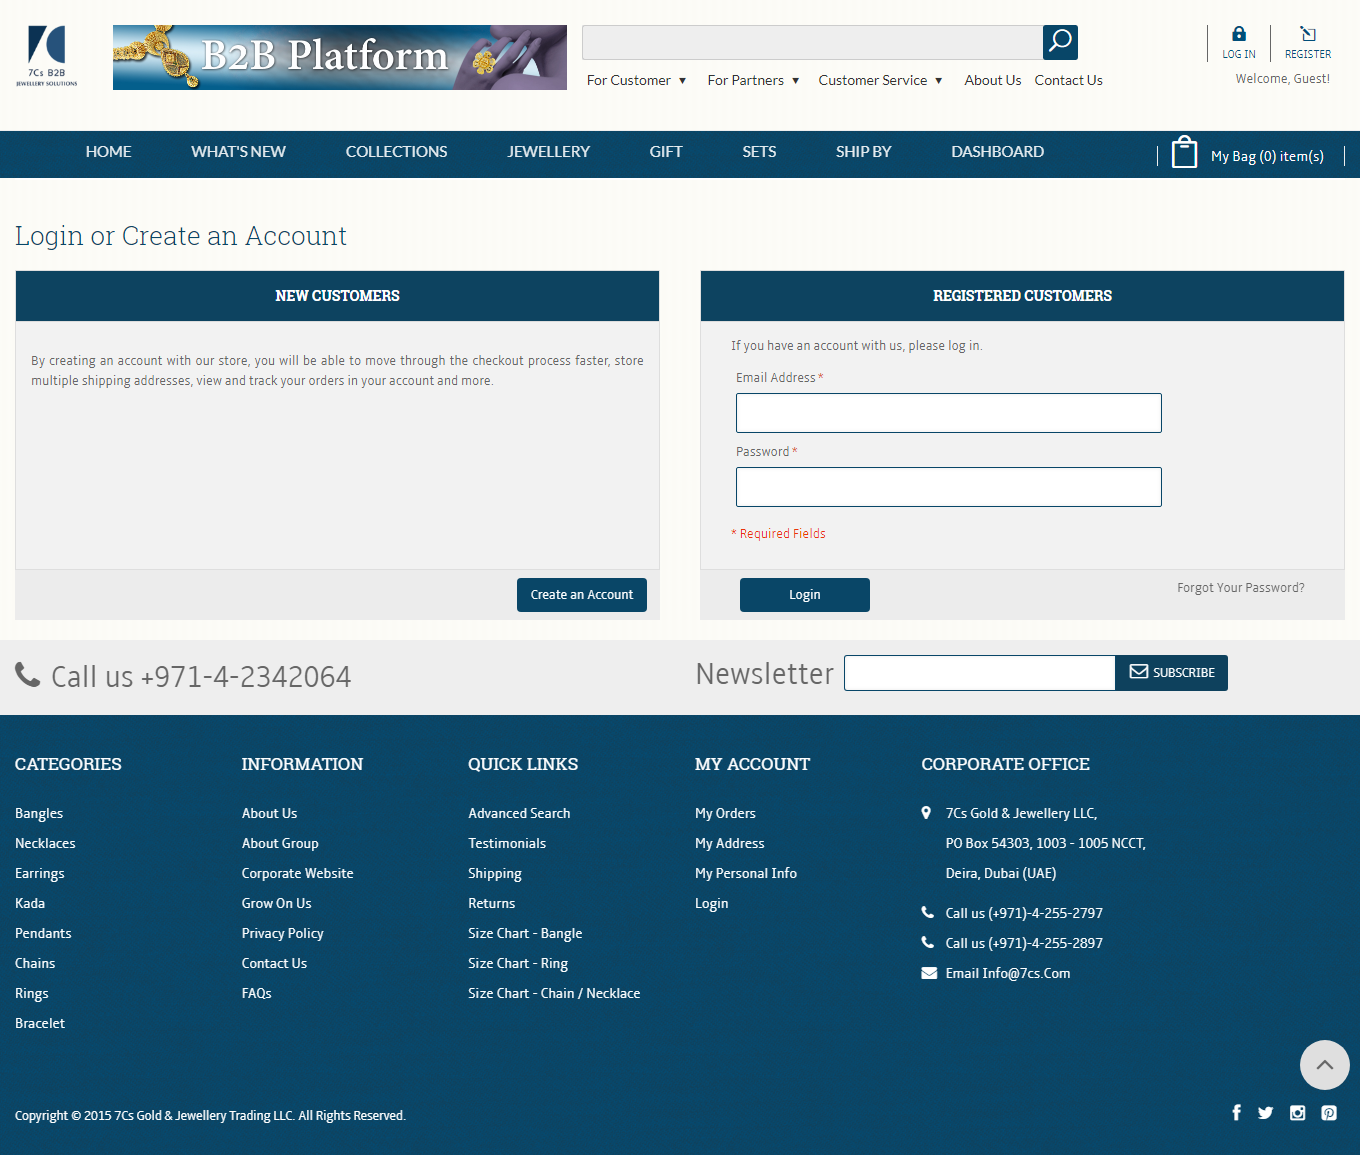 7Cs B2B
JEWELLERY SOLUTIONS
B2B Platform
LOG IN
REGISTER
For Customer ▼
For Partners ▼
Customer Service ▼
About Us
Contact Us
Welcome, Guest!
HOME
WHAT'S NEW
COLLECTIONS
JEWELLERY
GIFT
SETS
SHIP BY
DASHBOARD
My Bag (0) item(s)
Login or Create an Account
NEW CUSTOMERS
By creating an account with our store, you will be able to move through the checkout process faster, store
multiple shipping addresses, view and track your orders in your account and more.
Create an Account
REGISTERED CUSTOMERS
If you have an account with us, please log in.
Email Address *
Password *
* Required Fields
Login
Forgot Your Password?
Call us +971-4-2342064
Newsletter
SUBSCRIBE
CATEGORIES
Bangles
Necklaces
Earrings
Kada
Pendants
Chains
Rings
Bracelet
INFORMATION
About Us
About Group
Corporate Website
Grow On Us
Privacy Policy
Contact Us
FAQs
QUICK LINKS
Advanced Search
Testimonials
Shipping
Returns
Size Chart - Bangle
Size Chart - Ring
Size Chart - Chain / Necklace
MY ACCOUNT
My Orders
My Address
My Personal Info
Login
CORPORATE OFFICE
7Cs Gold & Jewellery LLC,
PO Box 54303, 1003 - 1005 NCCT,
Deira, Dubai (UAE)
Call us (+971)-4-255-2797
Call us (+971)-4-255-2897
Email Info@7cs.Com
Copyright © 2015 7Cs Gold & Jewellery Trading LLC. All Rights Reserved.